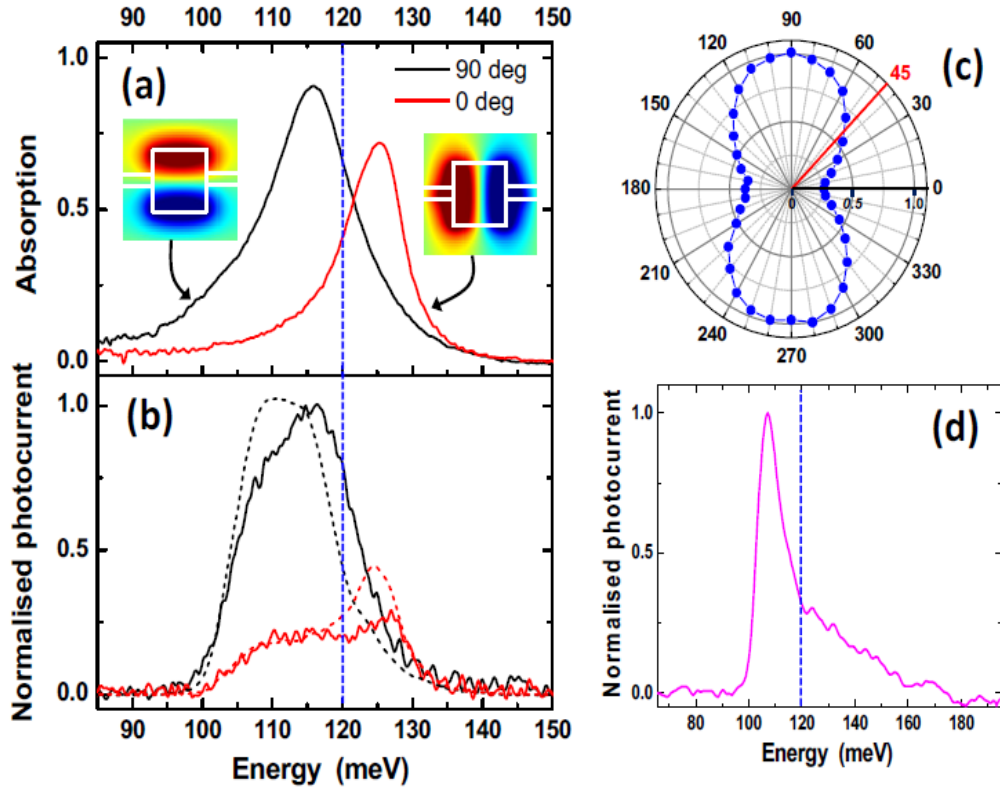 90 100 110 120 130 140 150
1.0
0.5
0.0
Absorption
(a)
90 deg
0 deg
1.0
0.5
0.0
Normalised photocurrent
(b)
90 100 110 120 130 140 150
Energy (meV)
90
120 60
45
(c)
150 30
180 0
0 0.5 1.0
210 330
240 300
270
1.0
0.5
0.0
Normalised photocurrent
(d)
80 100 120 140 160 180
Energy (meV)